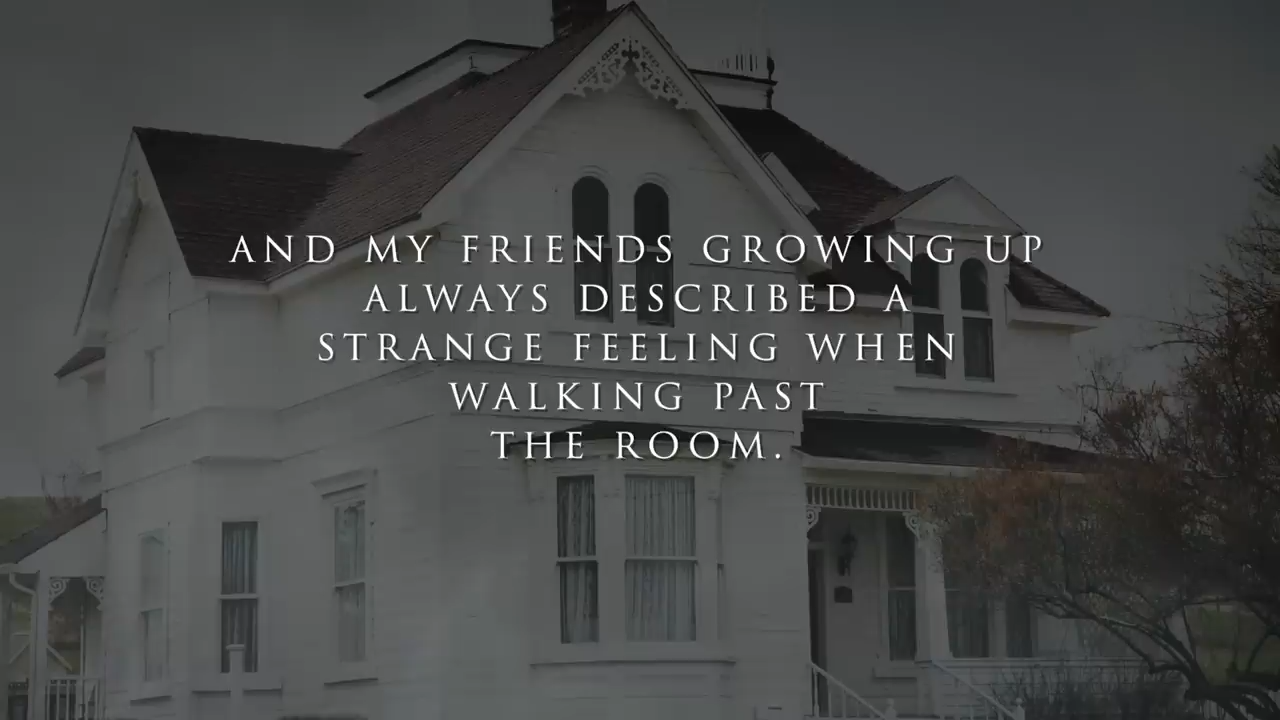 AND MY FRIENDS GROWING UP
ALWAYS DESCRIBED A
STRANGE FEELING WHEN
WALKING PAST
THE ROOM.